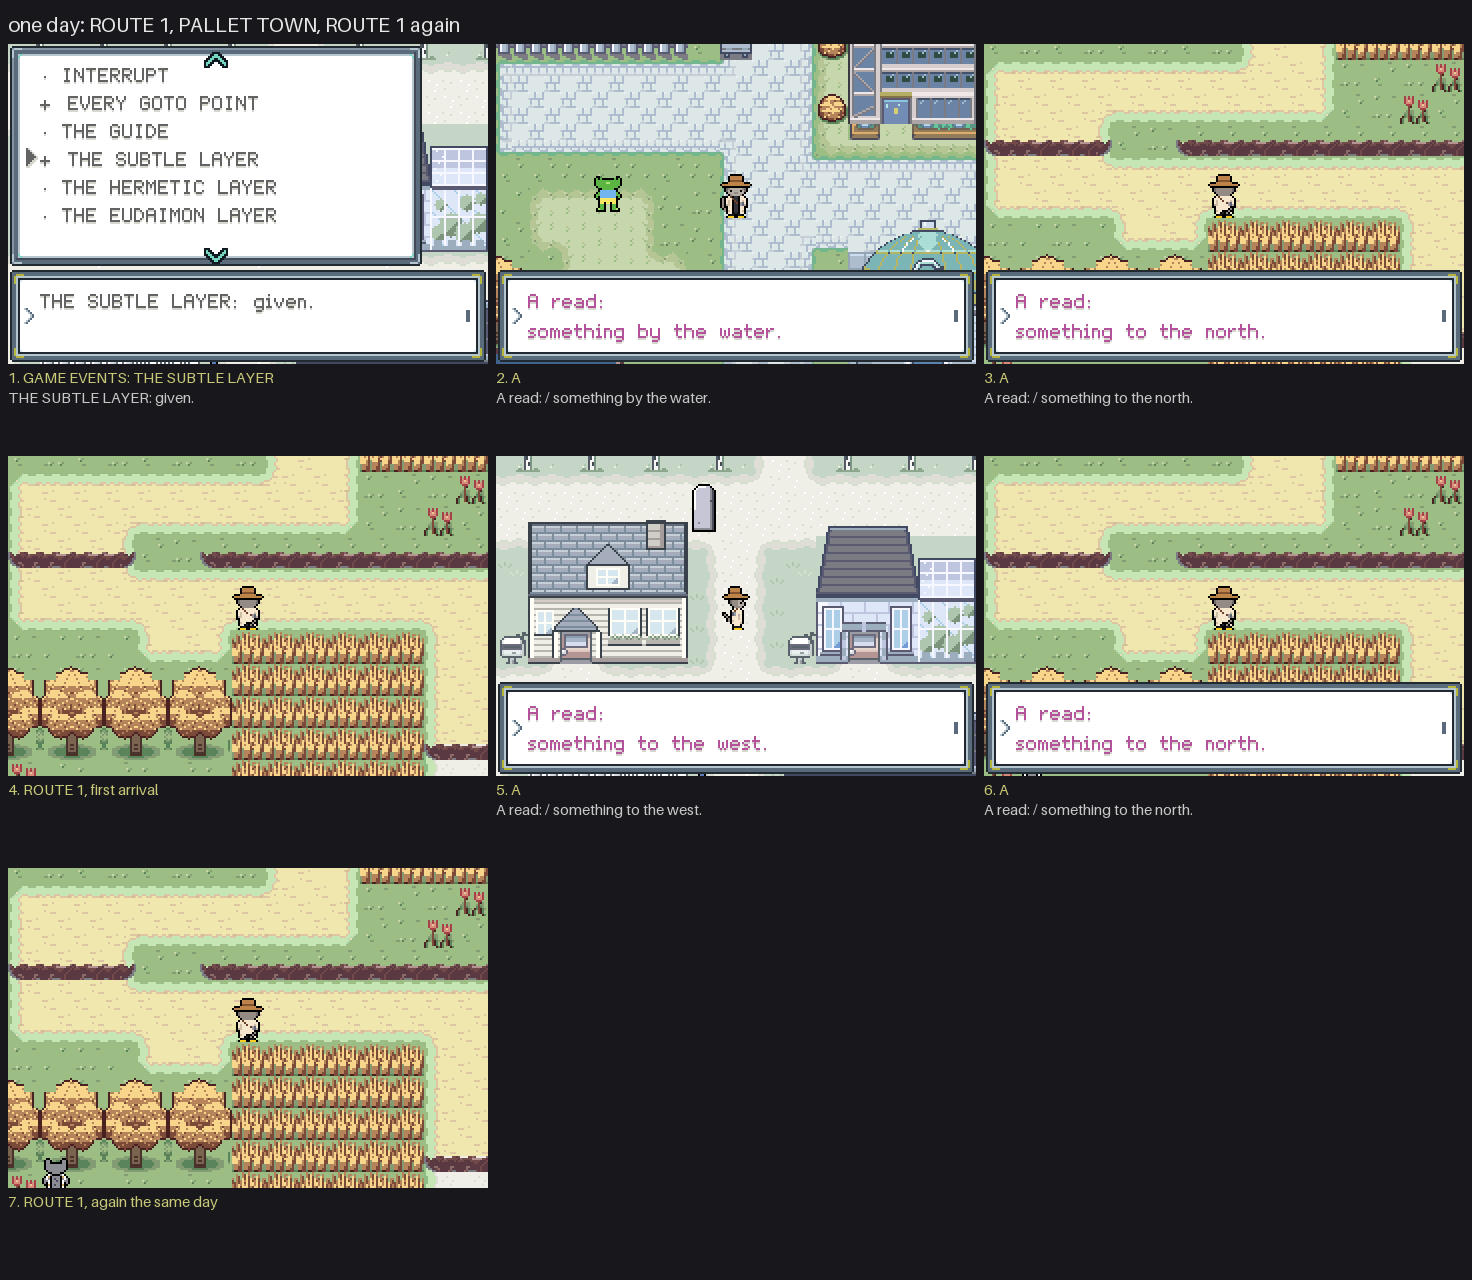 one day: ROUTE 1, PALLET TOWN, ROUTE 1 again
· INTERRUPT
+ EVERY GOTO POINT
· THE GUIDE
+ THE SUBTLE LAYER
· THE HERMETIC LAYER
· THE EUDAIMON LAYER
THE SUBTLE LAYER: given.
A read:
something by the water.
A read:
something to the north.
1. GAME EVENTS: THE SUBTLE LAYER
THE SUBTLE LAYER: given.
2. A
A read: / something by the water.
3. A
A read: / something to the north.
A read:
something to the west.
A read:
something to the north.
4. ROUTE 1, first arrival
5. A
A read: / something to the west.
6. A
A read: / something to the north.
7. ROUTE 1, again the same day